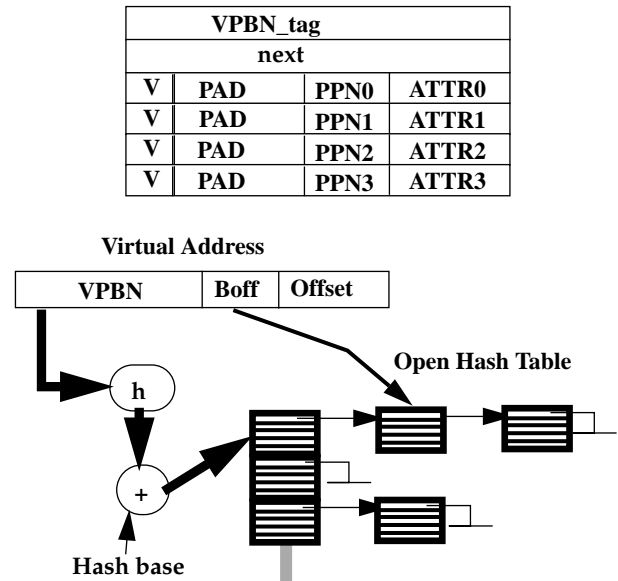 VPBN_tag
next
V PAD PPN0 ATTR0
V PAD PPN1 ATTR1
V PAD PPN2 ATTR2
V PAD PPN3 ATTR3
Virtual Address
VPBN Boff Offset
Open Hash Table
h
+
Hash base